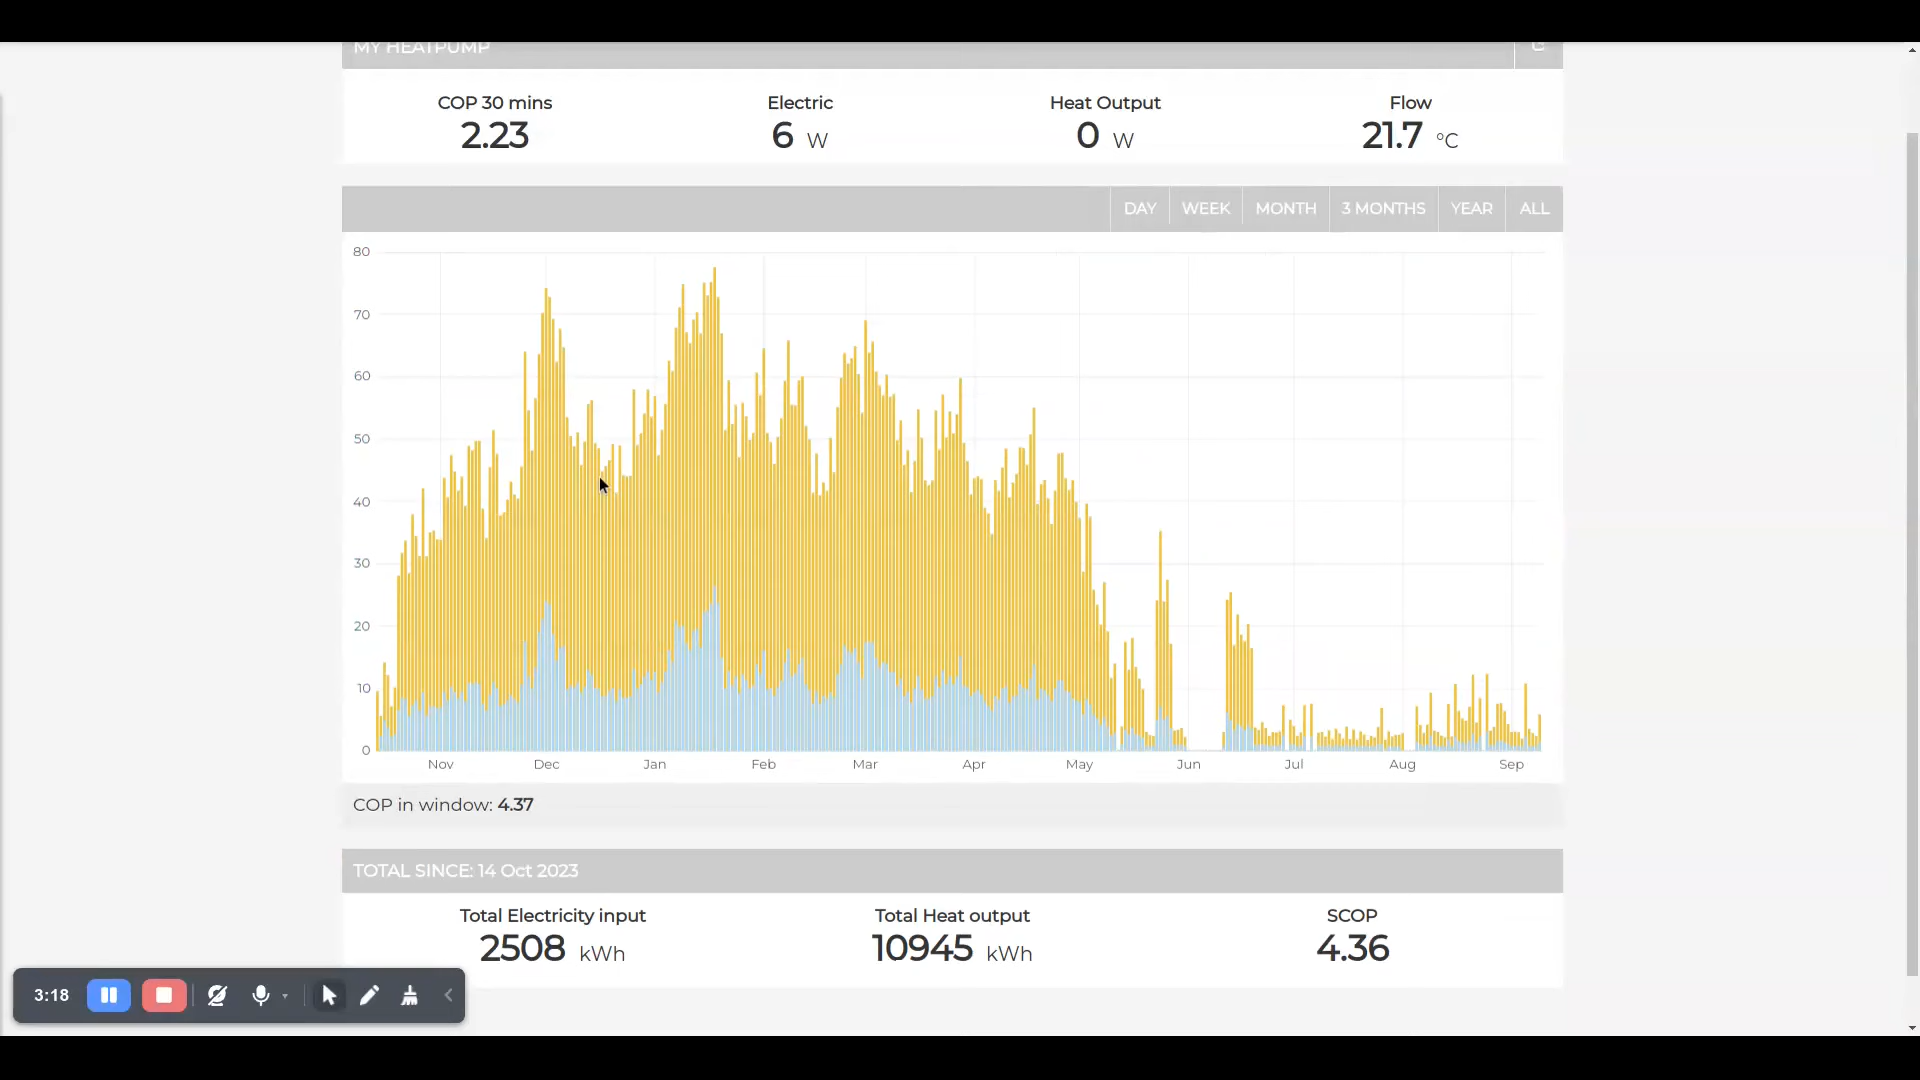 MY HEATPUMP
COP 30 mins Electric Heat Output Flow
2.23 6 W 0 W 21.7 °C
DAY WEEK MONTH 3 MONTHS YEAR ALL
80
70
60
50
40
30
20
10
0
Nov Dec Jan Feb Mar Apr May Jun Jul Aug Sep
COP in window: 4.37
TOTAL SINCE: 14 Oct 2023
Total Electricity input Total Heat output SCOP
2508 kWh 10945 kWh 4.36
3:18